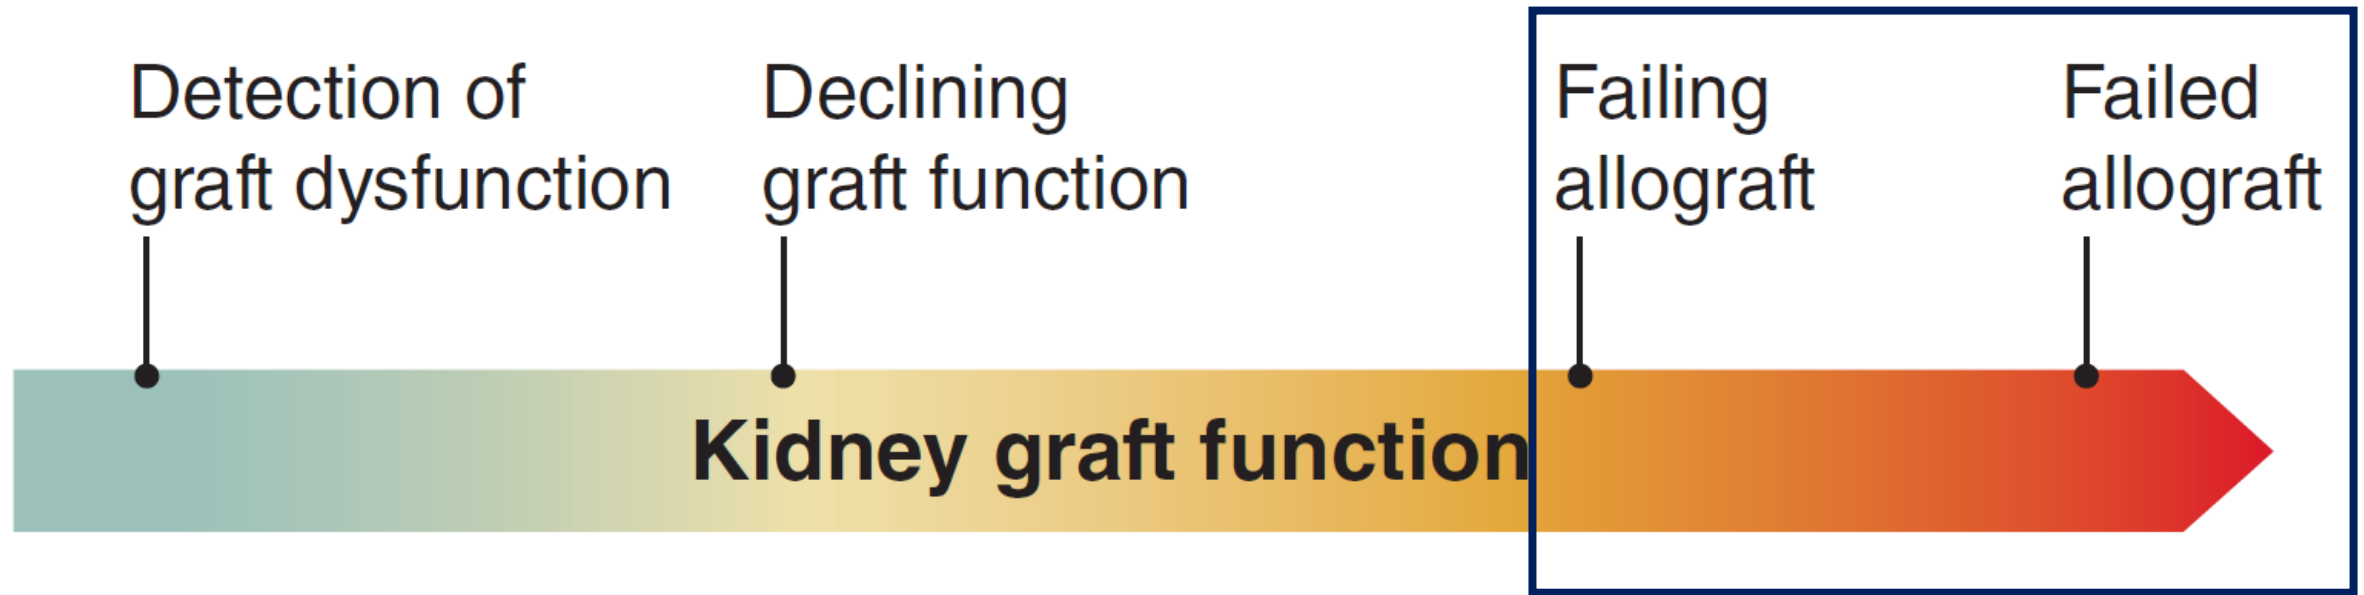 Detection of
graft dysfunction
Declining
graft function
Failing
allograft
Failed
allograft
Kidney graft function